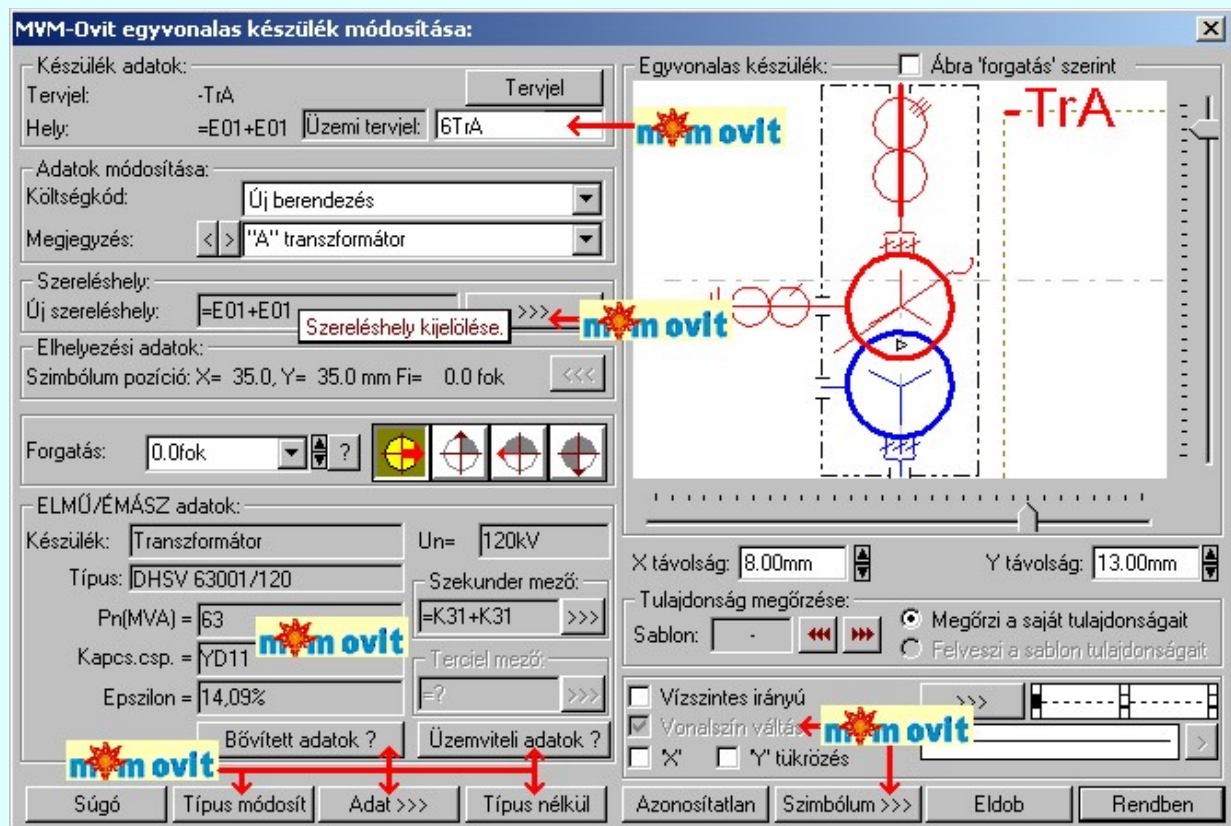 MVM-Ovit egyvonalas készülék módosítása:
Készülék adatok:
Tervjel: -TrA Tervjel
Hely: =E01+E01 Üzemi tervjel: 6TrA
mvm ovit
Adatok módosítása:
Költségkód: Új berendezés
Megjegyzés: < > "A" transzformátor
Szereléshely:
Új szereléshely: =E01+E01 >>>
Szereléshely kijelölése.
mvm ovit
Elhelyezési adatok:
Szimbólum pozíció: X= 35.0, Y= 35.0 mm Fi= 0.0 fok <<<
Forgatás: 0.0fok ?
ELMŰ/ÉMÁSZ adatok:
Készülék: Transzformátor Un= 120kV
Típus: DHSV 63001/120
Szekunder mező:
Pn(MVA) = 63 =K31+K31 >>>
mvm ovit
Kapcs.csp. = YD11
Terciel mező:
Epszilon = 14,09% =? >>>
Bővített adatok ? Üzemviteli adatok ?
mvm ovit
Súgó Típus módosít Adat >>> Típus nélkül
Egyvonalas készülék: Ábra 'forgatás' szerint
-TrA
X távolság: 8.00mm Y távolság: 13.00mm
Tulajdonság megőrzése:
Sablon: - Megőrzi a saját tulajdonságait
Felveszi a sablon tulajdonságait
Vízszintes irányú >>>
Vonalszín váltás >
mvm ovit
'X' 'Y' tükrözés
Azonosítatlan Szimbólum >>> Eldob Rendben